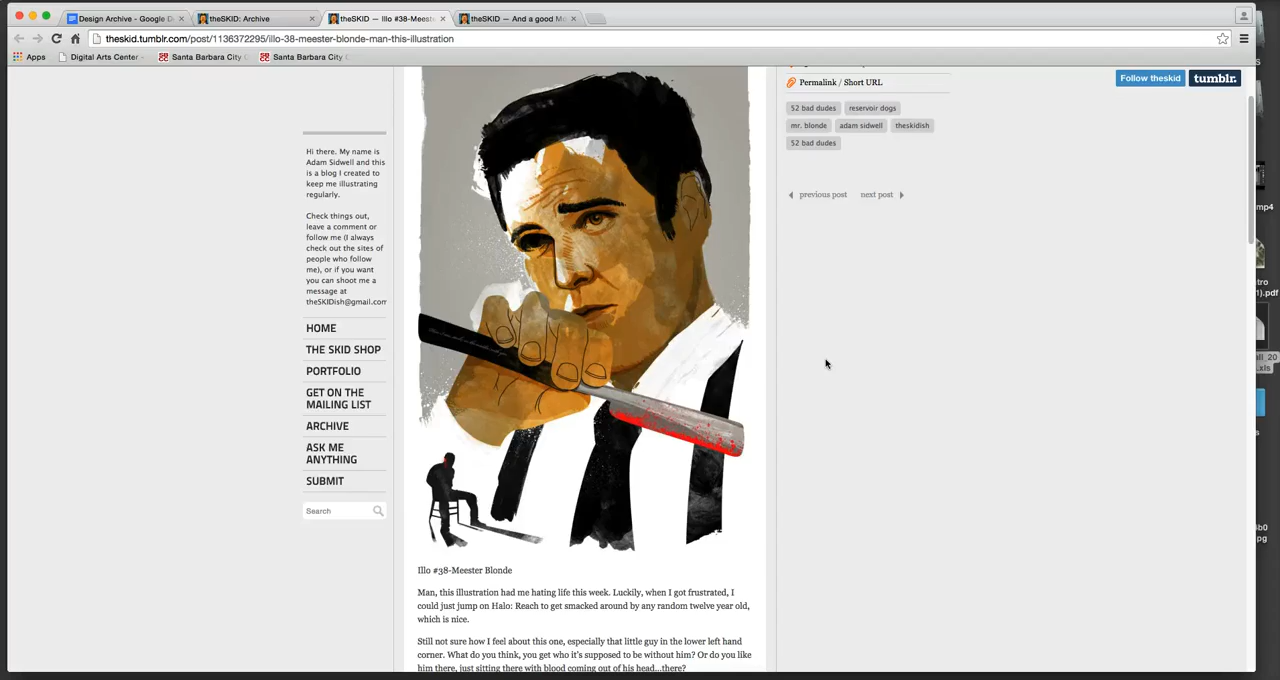 Design Archive - Google D
theSKID: Archive
theSKID — Illo #38-Meeste
theSKID — And a good M
theskid.tumblr.com/post/1136372295/illo-38-meester-blonde-man-this-illustration
Apps
Digital Arts Center -
Santa Barbara City
Santa Barbara City
Permalink / Short URL
Follow theskid
tumblr.
52 bad dudes
reservoir dogs
mr. blonde
adam sidwell
theskidish
52 bad dudes
previous post
next post
Hi there. My name is
Adam Sidwell and this
is a blog I created to
keep me illustrating
regularly.
Check things out,
leave a comment or
follow me (I always
check out the sites of
people who follow
me), or if you want
you can shoot me a
message at
theSKIDish@gmail.com
HOME
THE SKID SHOP
PORTFOLIO
GET ON THE
MAILING LIST
ARCHIVE
ASK ME
ANYTHING
SUBMIT
Search
Illo #38-Meester Blonde
Man, this illustration had me hating life this week. Luckily, when I got frustrated, I
could just jump on Halo: Reach to get smacked around by any random twelve year old,
which is nice.
Still not sure how I feel about this one, especially that little guy in the lower left hand
corner. What do you think, you get who it's supposed to be without him? Or do you like
him there, just sitting there with blood coming out of his head...there?
mp4
tro
1).pdf
all_20
.xls
ib0
pg